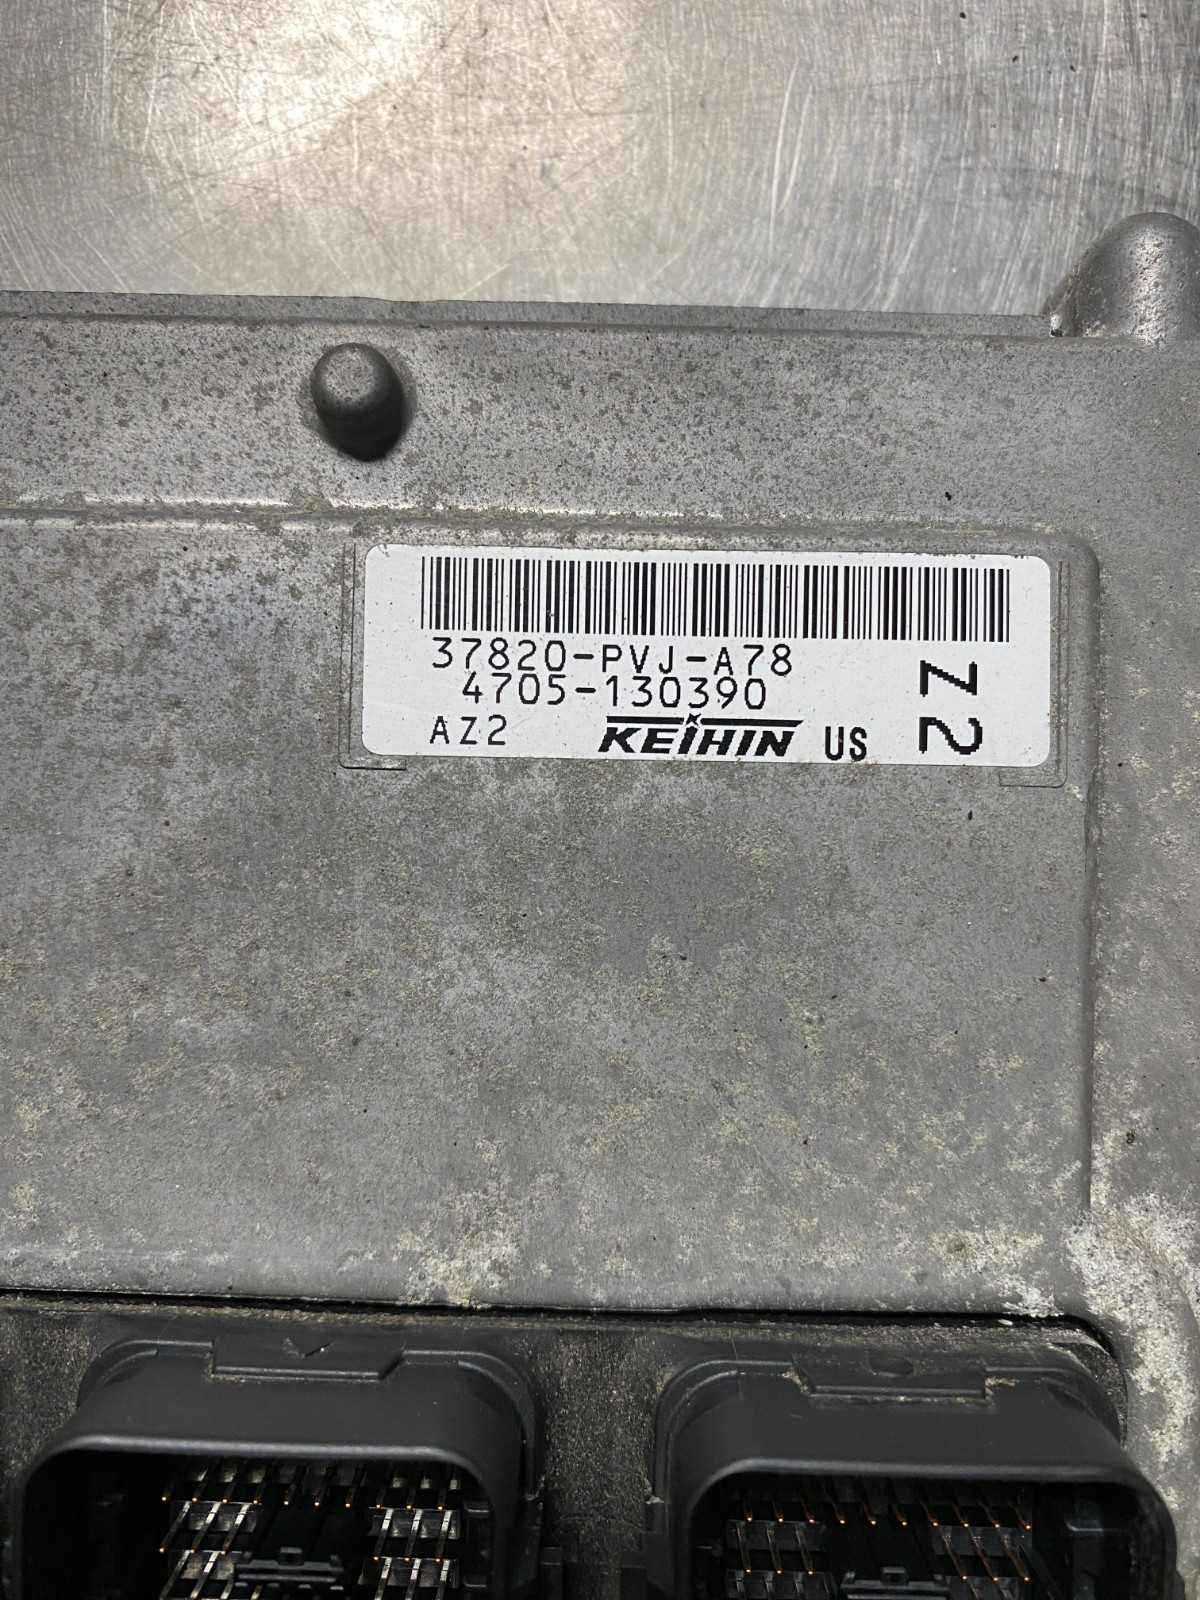 37820-PVJ-A78
4705-130390
AZ2 KEIHIN US
Z2